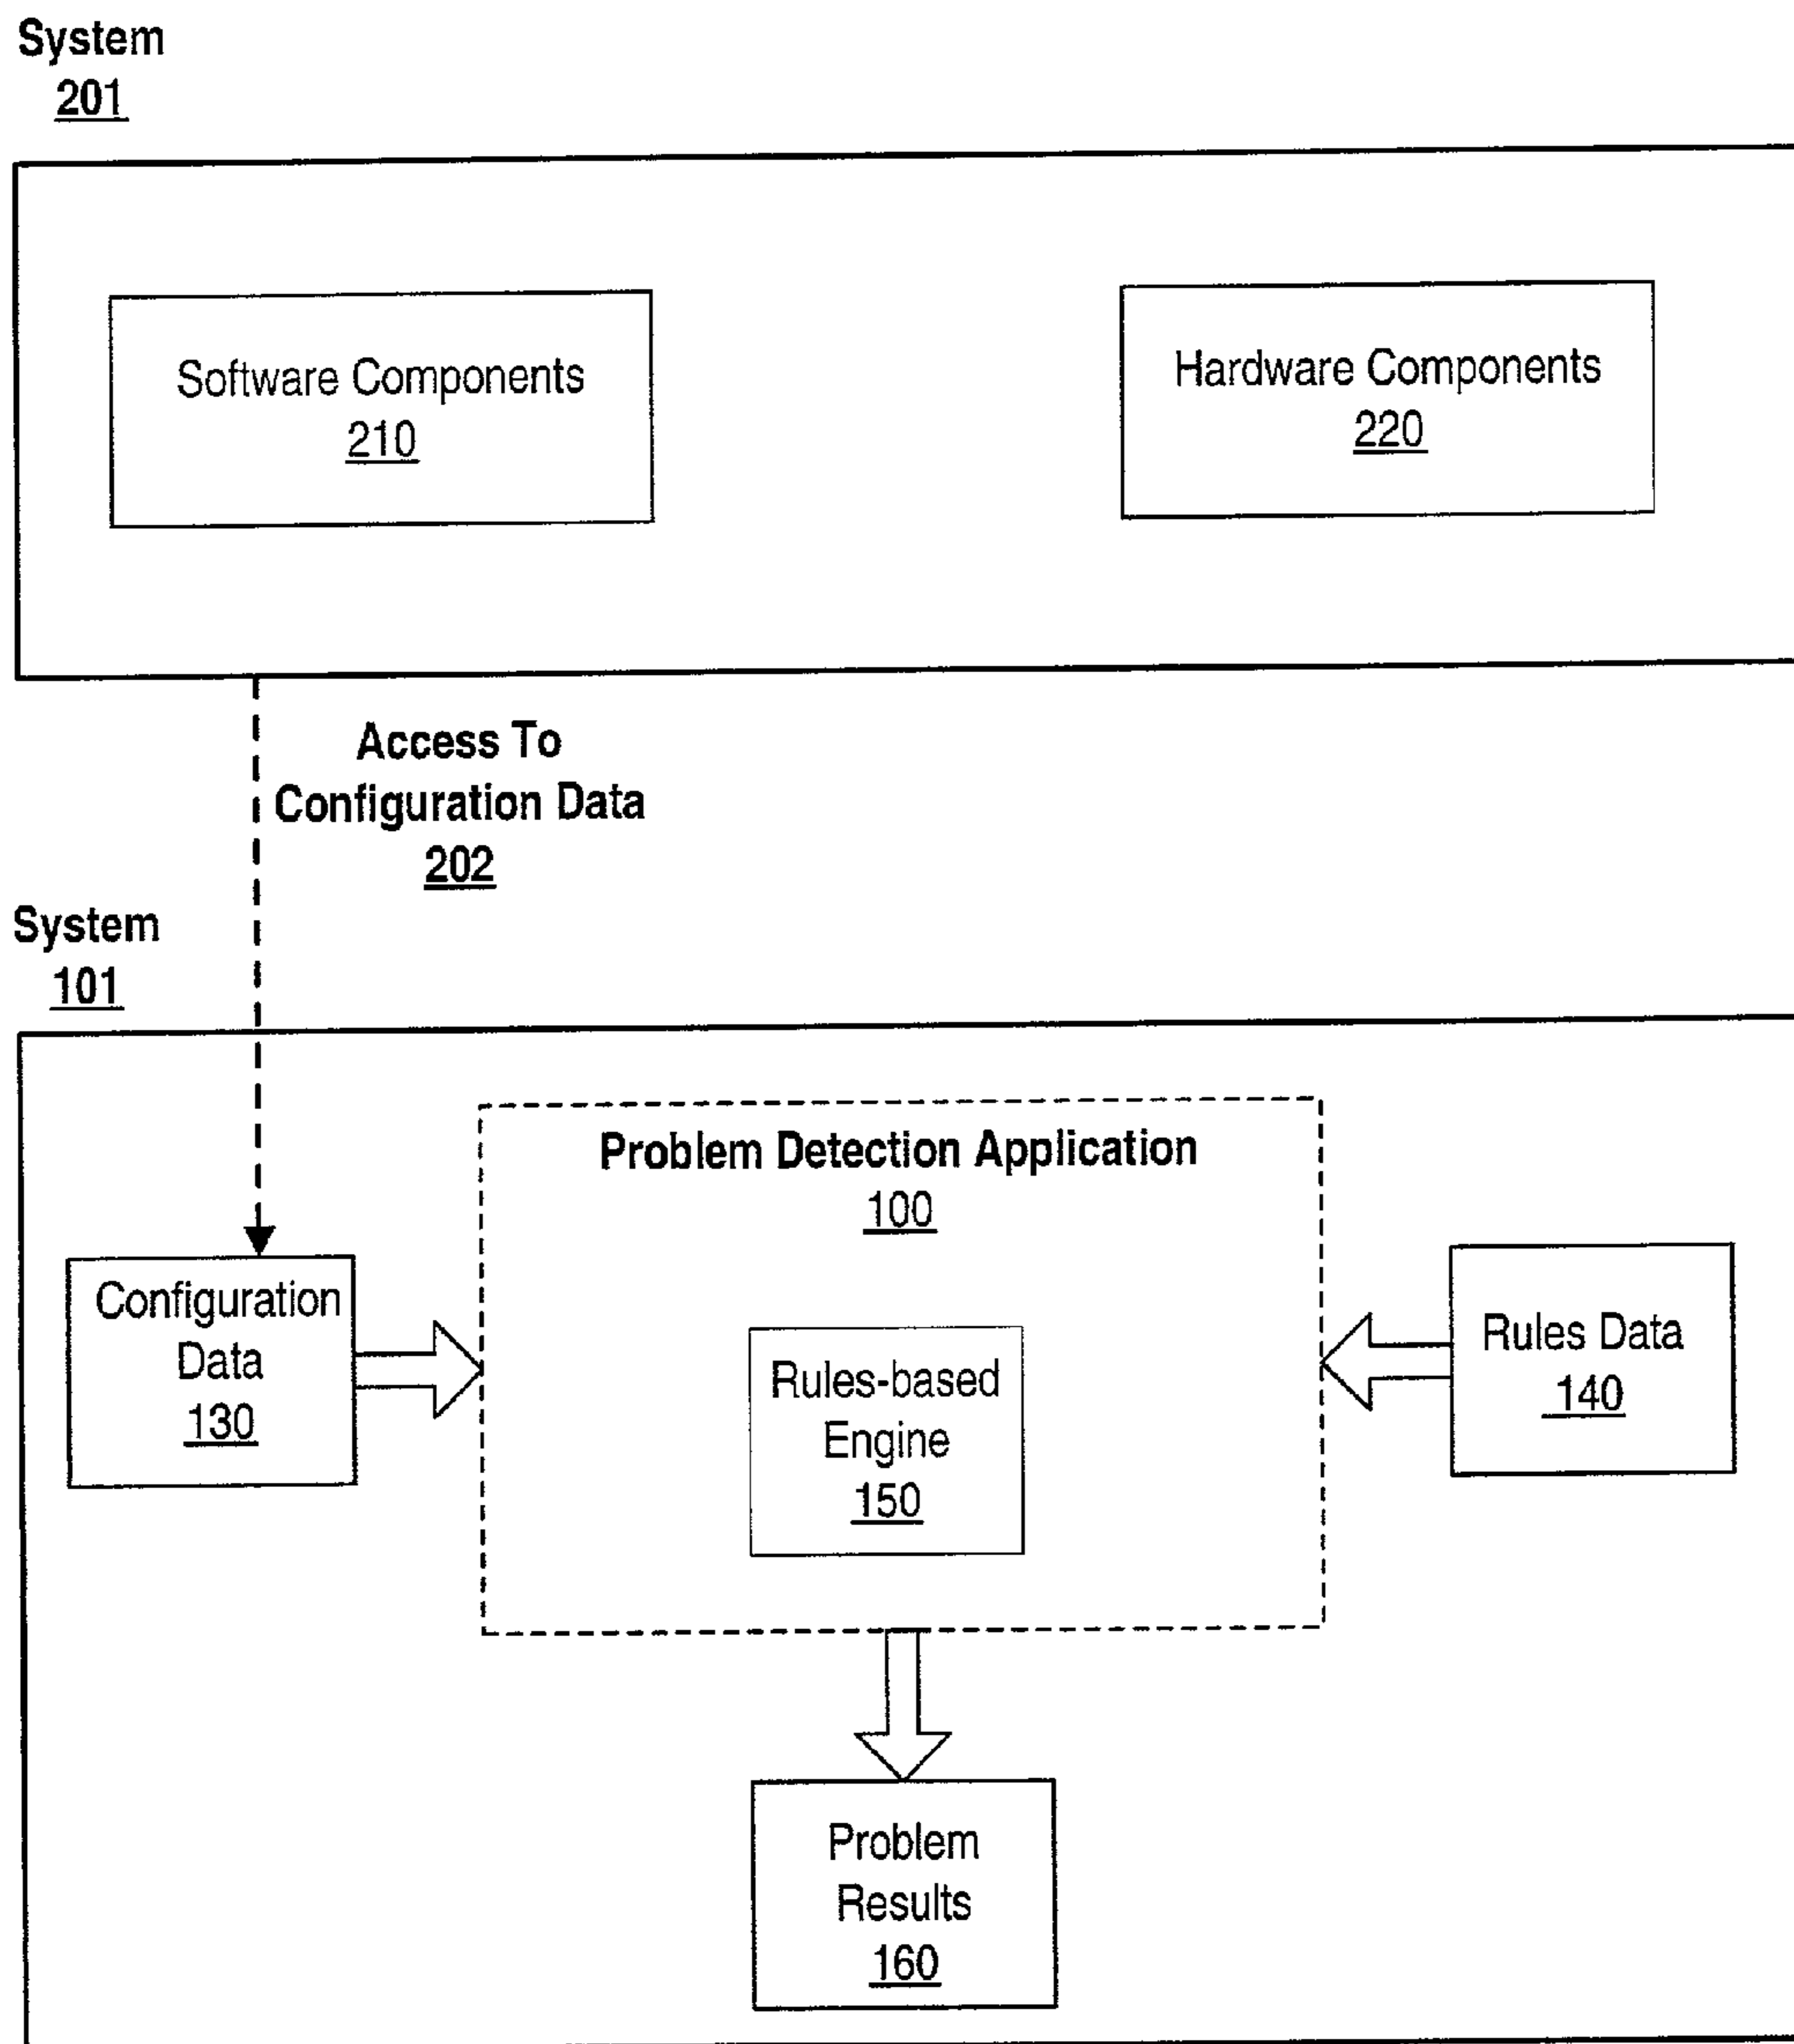 System
201
Software Components
210
Hardware Components
220
Access To
Configuration Data
202
System
101
Problem Detection Application
100
Configuration
Data
130
Rules-based
Engine
150
Rules Data
140
Problem
Results
160